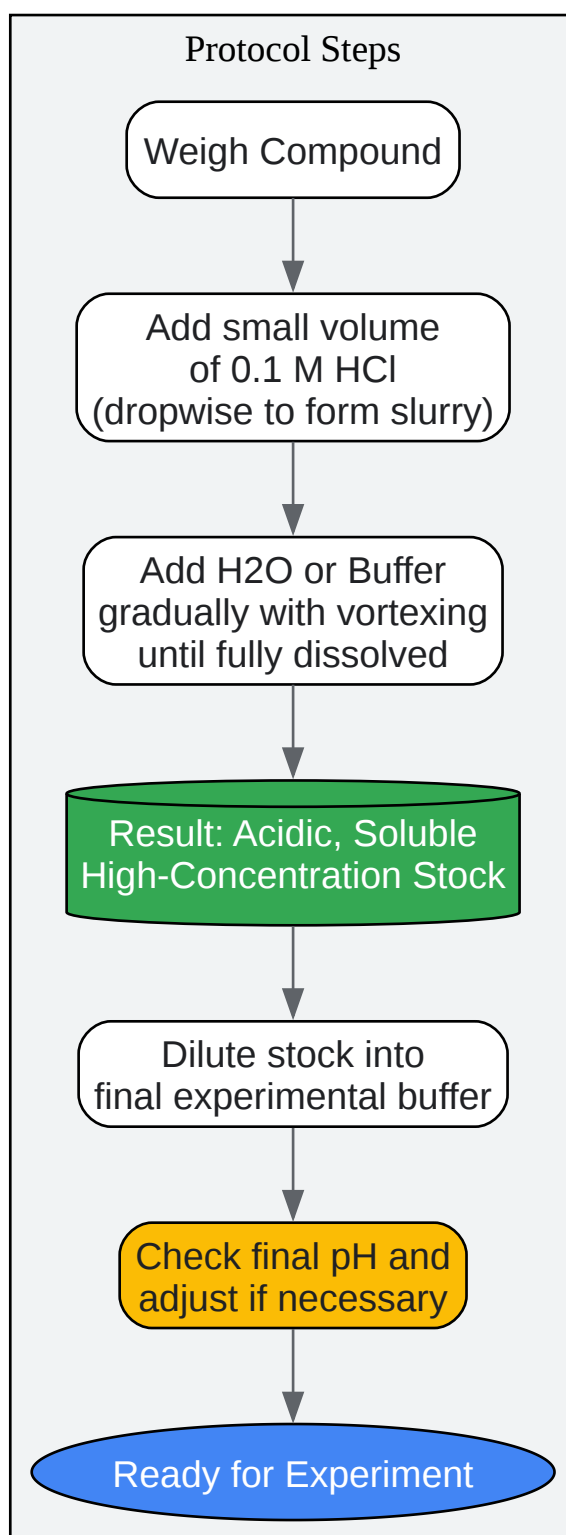 Protocol Steps
Weigh Compound
Add small volume
of 0.1 M HCl
(dropwise to form slurry)
Add H2O or Buffer
gradually with vortexing
until fully dissolved
Result: Acidic, Soluble
High-Concentration Stock
Dilute stock into
final experimental buffer
Check final pH and
adjust if necessary
Ready for Experiment